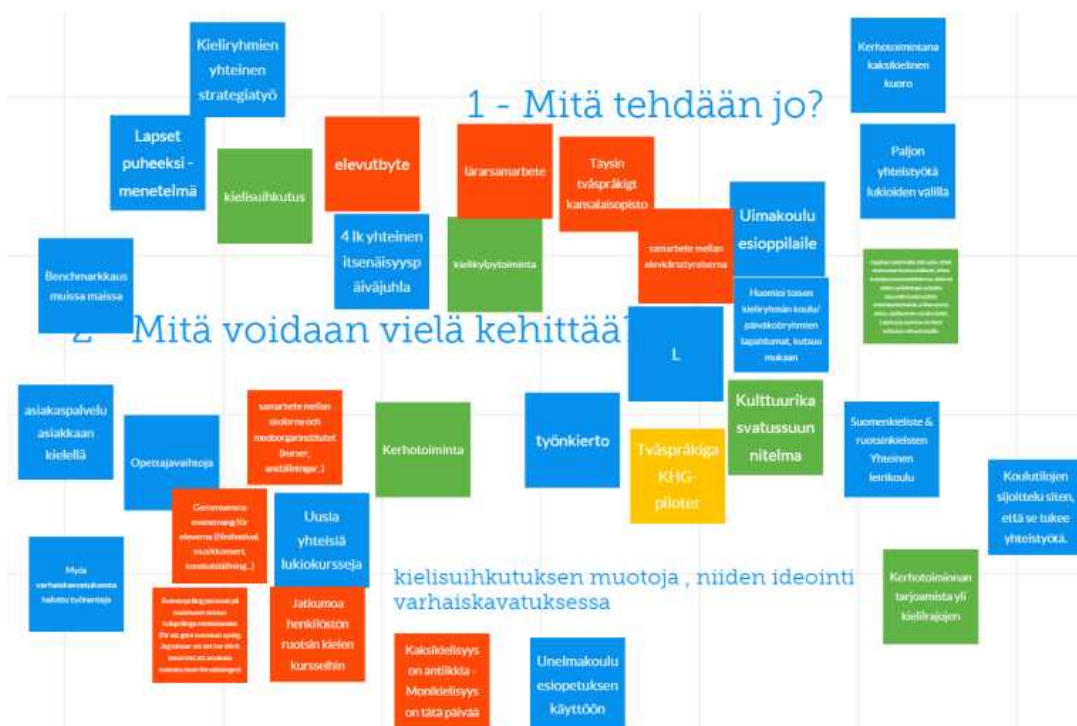 Kieliryhmien
yhteinen
strategiatyö
Kerhotoimintana
kaksikielinen
kuoro
1 - Mitä tehdään jo?
Lapset
puheeksi -
menetelmä
kielisuihkutus
elevutbyte
lärarsamarbete
Täysin
tvåspråkigt
kansalaisopisto
Paljon
yhteistyötä
lukioiden välillä
Uimakoulu
esioppilaile
4 lk yhteinen
itsenäisyysp
äiväjuhla
kielikylpytoiminta
samarbete mellan
elevkårsstyrelserna
Benchmarkkaus
muissa maissa
Huomioi toisen
kieliryhmän koulu/
päiväkotiryhmien
tapahtumat, kutsuu
mukaan
2 - Mitä voidaan vielä kehittää?
L
asiakaspalvelu
asiakkaan
kielellä
Opettajavaihtoja
samarbete mellan
skolorna och
medborgarinstitutet
(kurser,
anställningar,)
Kerhotoiminta
työnkierto
Tvåspråkiga
KHG-
piloter
Kulttuurika
svatussuun
nitelma
Suomenkieliste &
ruotsinkielisten
Yhteinen
leirikoulu
Koulutilojen
sijoittelu siten,
että se tukee
yhteistyötä.
Gemensamma
evenemang för
eleverna (filmfestival,
musikkonsert,
konstutställning...)
Uusia
yhteisiä
lukiokursseja
Myös
varhaiskasvatuksesta
haluttu työnantaja
kielisuihkutuksen muotoja , niiden ideointi
varhaiskavatuksessa
Kerhotoiminnan
tarjoamista yli
kielilrajojen
Jatkumoa
henkilöstön
ruotsin kielen
kursseihin
Kaksikielisyys
on antiikkia -
Monikielisyys
on tätä päivää
Unelmakoulu
esiopetuksen
käyttöön